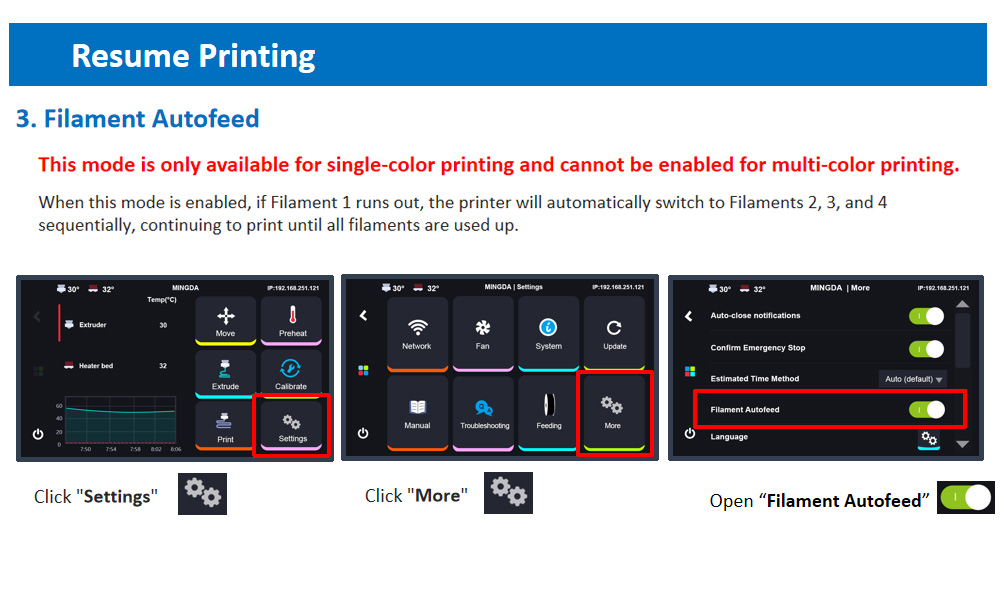 Resume Printing
3. Filament Autofeed
This mode is only available for single-color printing and cannot be enabled for multi-color printing.
When this mode is enabled, if Filament 1 runs out, the printer will automatically switch to Filaments 2, 3, and 4
sequentially, continuing to print until all filaments are used up.
30° 32° MINGDA IP:192.168.251.121
Temp(°C)
Extruder 30
Heater bed 32
60
40
20
0
7:50 7:54 7:58 8:02 8:06
Move
Preheat
Extrude
Calibrate
Print
Settings
30° 32° MINGDA | Settings IP:192.168.251.121
Network
Fan
System
Update
Manual
Troubleshooting
Feeding
More
30° 32° MINGDA | More IP:192.168.251.121
Auto-close notifications
Confirm Emergency Stop
Estimated Time Method Auto (default)
Filament Autofeed
Language
Click "Settings"
Click "More"
Open “Filament Autofeed”